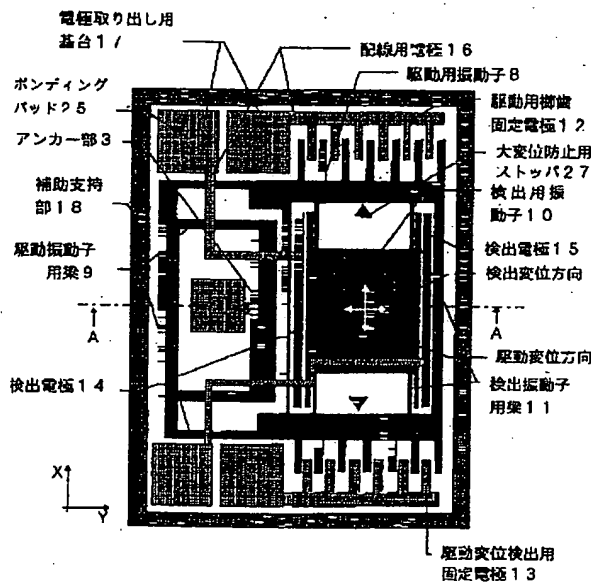 電極取り出し用
基台17
配線用電極16
駆動用振動子8
ボンディング
パッド25
駆動用櫛歯
固定電極12
アンカー部3
大変位防止用
ストッパ27
補助支持
部18
検出用振
動子10
検出電極15
駆動振動子
用梁9
検出変位方向
A
A
駆動変位方向
検出電極14
検出振動子
用梁11
X
Y
駆動変位検出用
固定電極13